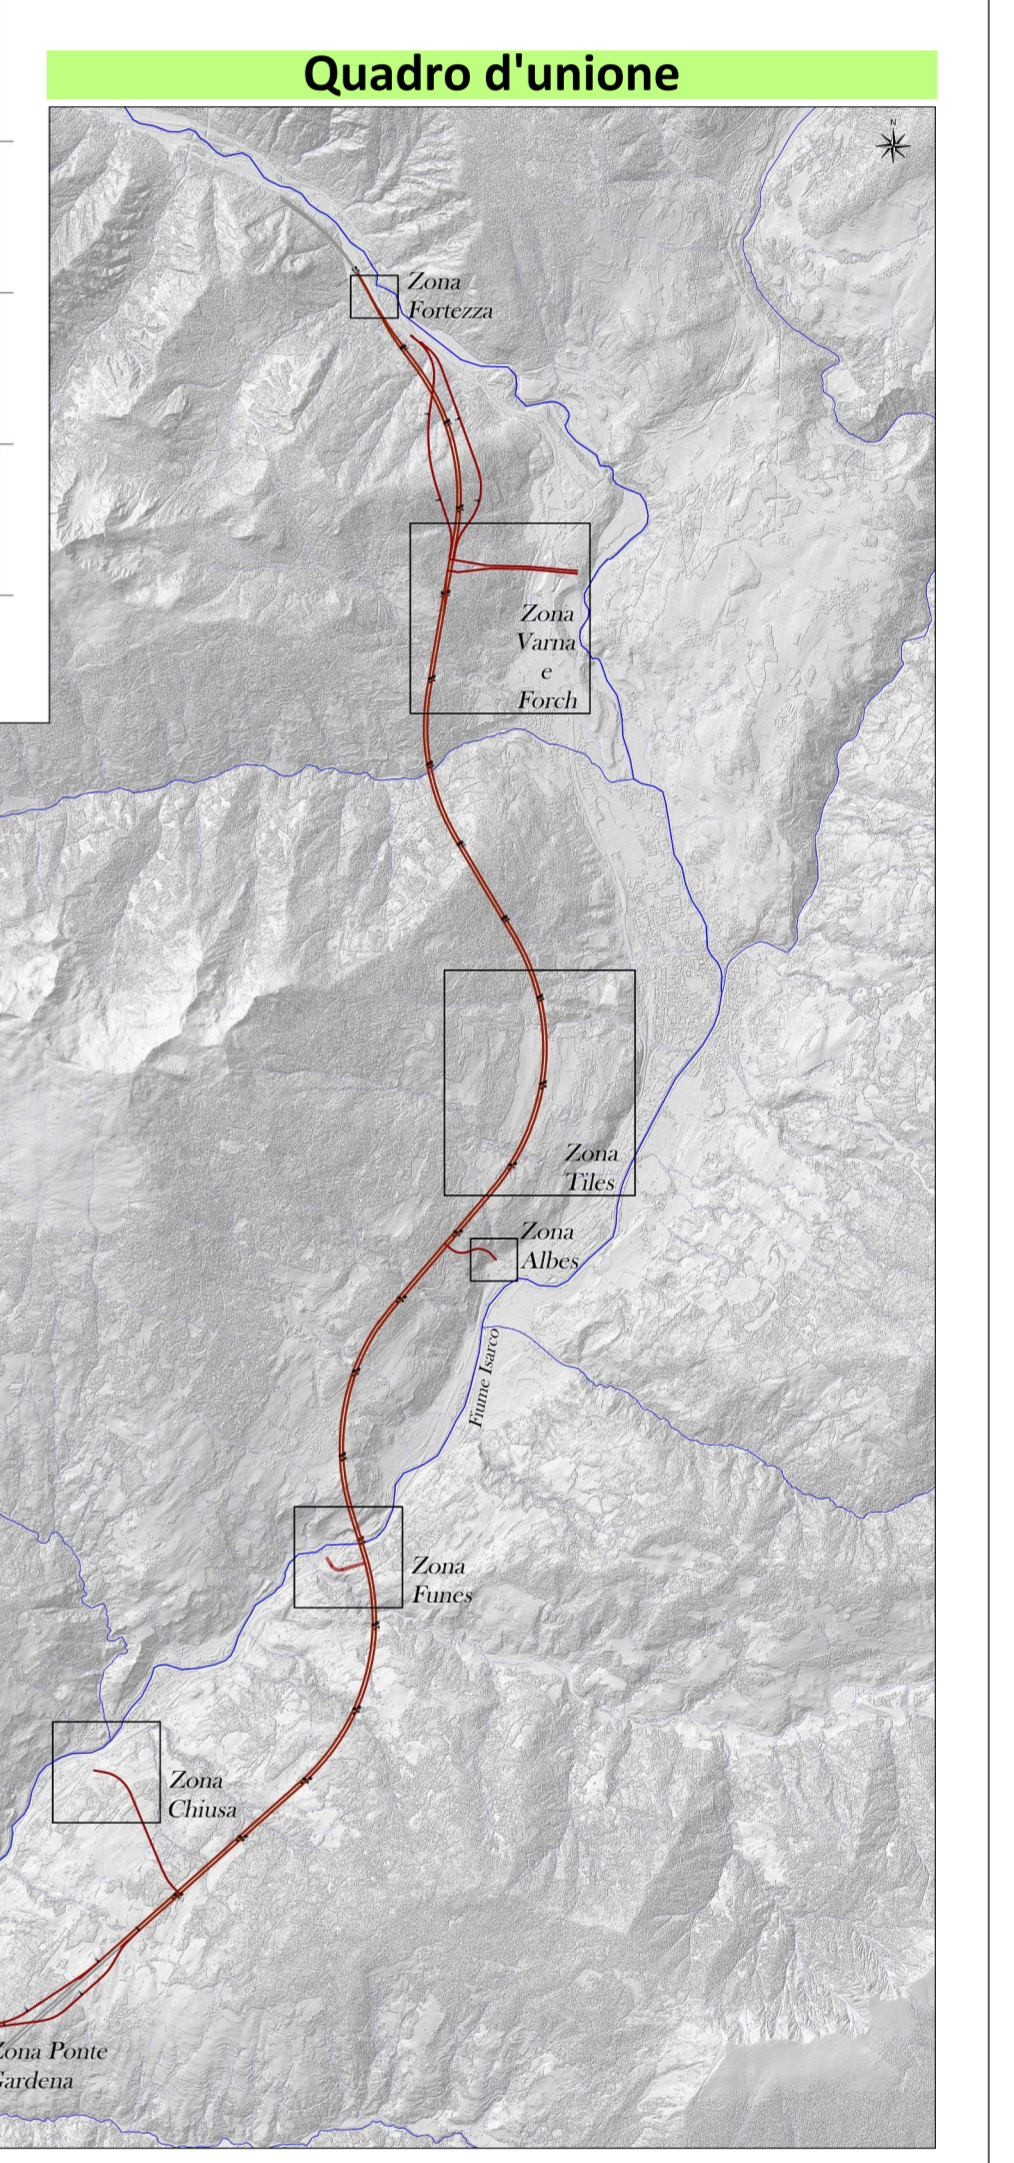 Quadro d'unione
N
Zona
Fortezza
Zona
Varna
e
Forch
Zona
Tiles
Zona
Albes
Fiume Isarco
Zona
Funes
Zona
Chiusa
Zona Ponte
Gardena